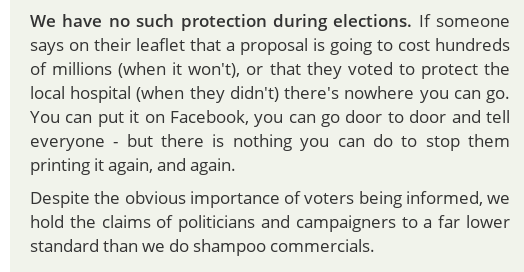 We have no such protection during elections. If someone
says on their leaflet that a proposal is going to cost hundreds
of millions (when it won't), or that they voted to protect the
local hospital (when they didn't) there's nowhere you can go.
You can put it on Facebook, you can go door to door and tell
everyone - but there is nothing you can do to stop them
printing it again, and again.
Despite the obvious importance of voters being informed, we
hold the claims of politicians and campaigners to a far lower
standard than we do shampoo commercials.